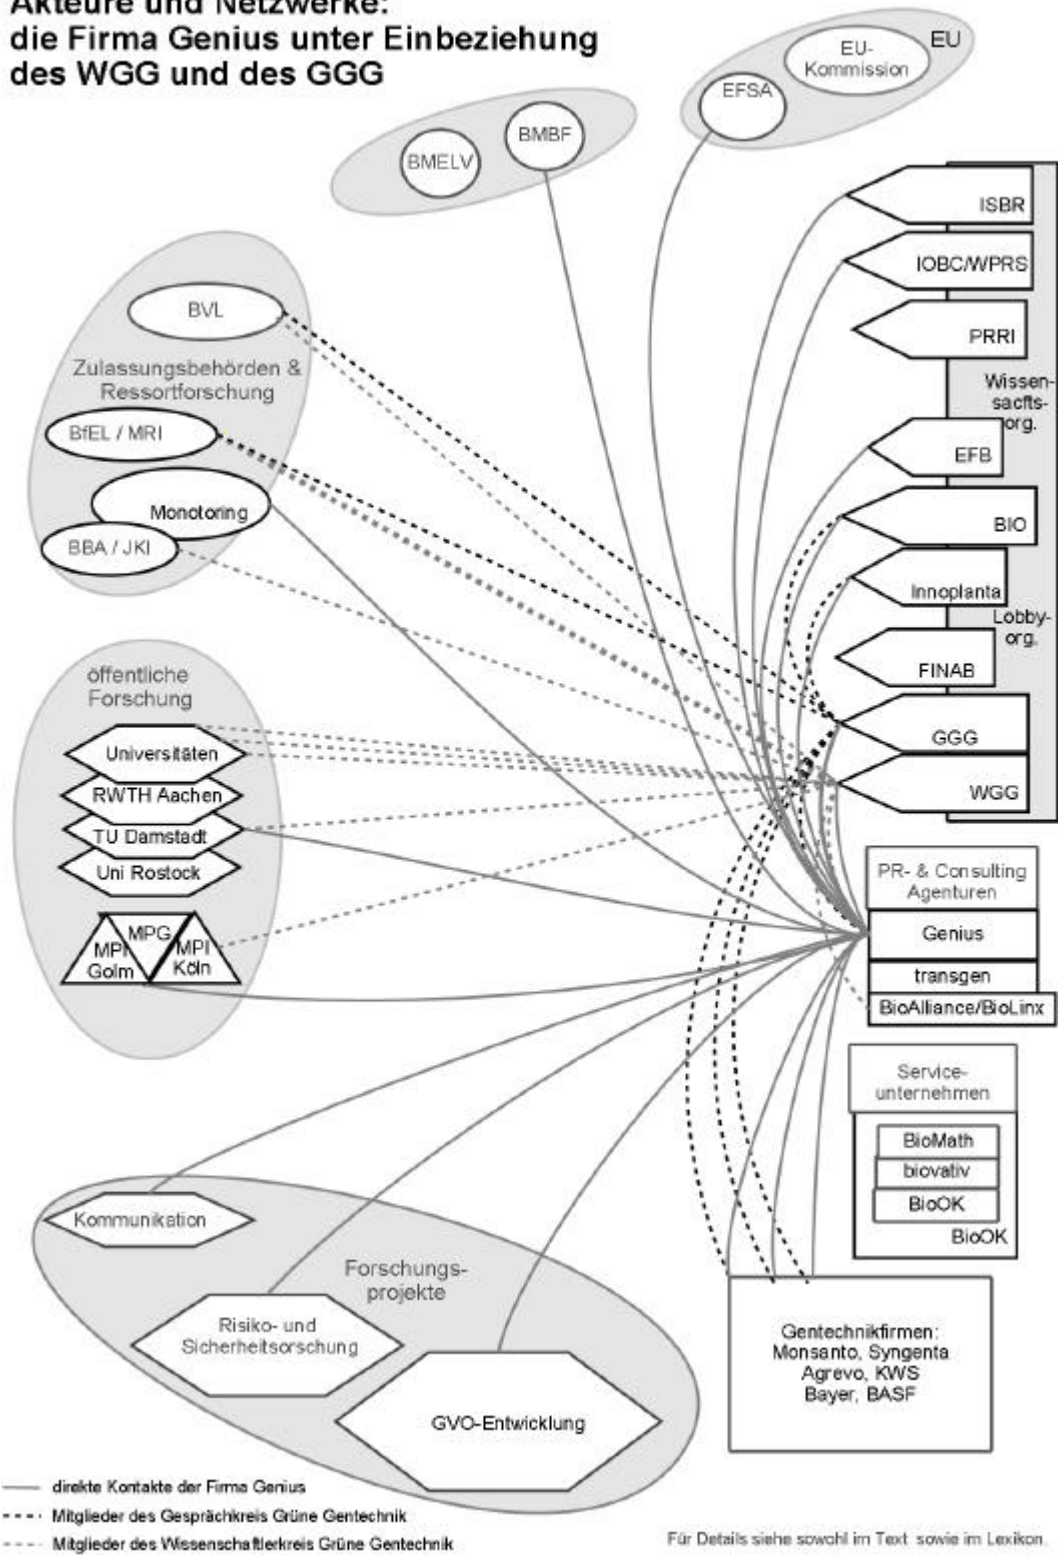 Akteure und Netzwerke:
die Firma Genius unter Einbeziehung
des WGG und des GGG
EU-
Kommission
EU
EFSA
BMBF
BMELV
ISBR
IOBC/WPRS
PRRI
Wissen-
sacfts-
org.
EFB
BIO
Innoplanta
Lobby-
org.
FINAB
GGG
WGG
BVL
Zulassungsbehörden &
Ressortforschung
BfEL / MRI
Monotoring
BBA / JKI
öffentliche
Forschung
Universitäten
RWTH Aachen
TU Damstadt
Uni Rostock
MPG
MPI
Golm
MPI
Köln
PR- & Consulting
Agenturen
Genius
transgen
BioAlliance/BioLinx
Service-
unternehmen
BioMath
biovativ
BioOK
BioOK
Kommunikation
Forschungs-
projekte
Risiko- und
Sicherheitsorschung
GVO-Entwicklung
Gentechnikfirmen:
Monsanto, Syngenta
Agrevo, KWS
Bayer, BASF
direkte Kontakte der Firma Genius
Mitglieder des Gesprächkreis Grüne Gentechnik
Mitglieder des Wissenschaftlerkreis Grüne Gentechnik
Für Details siehe sowohl im Text sowie im Lexikon.